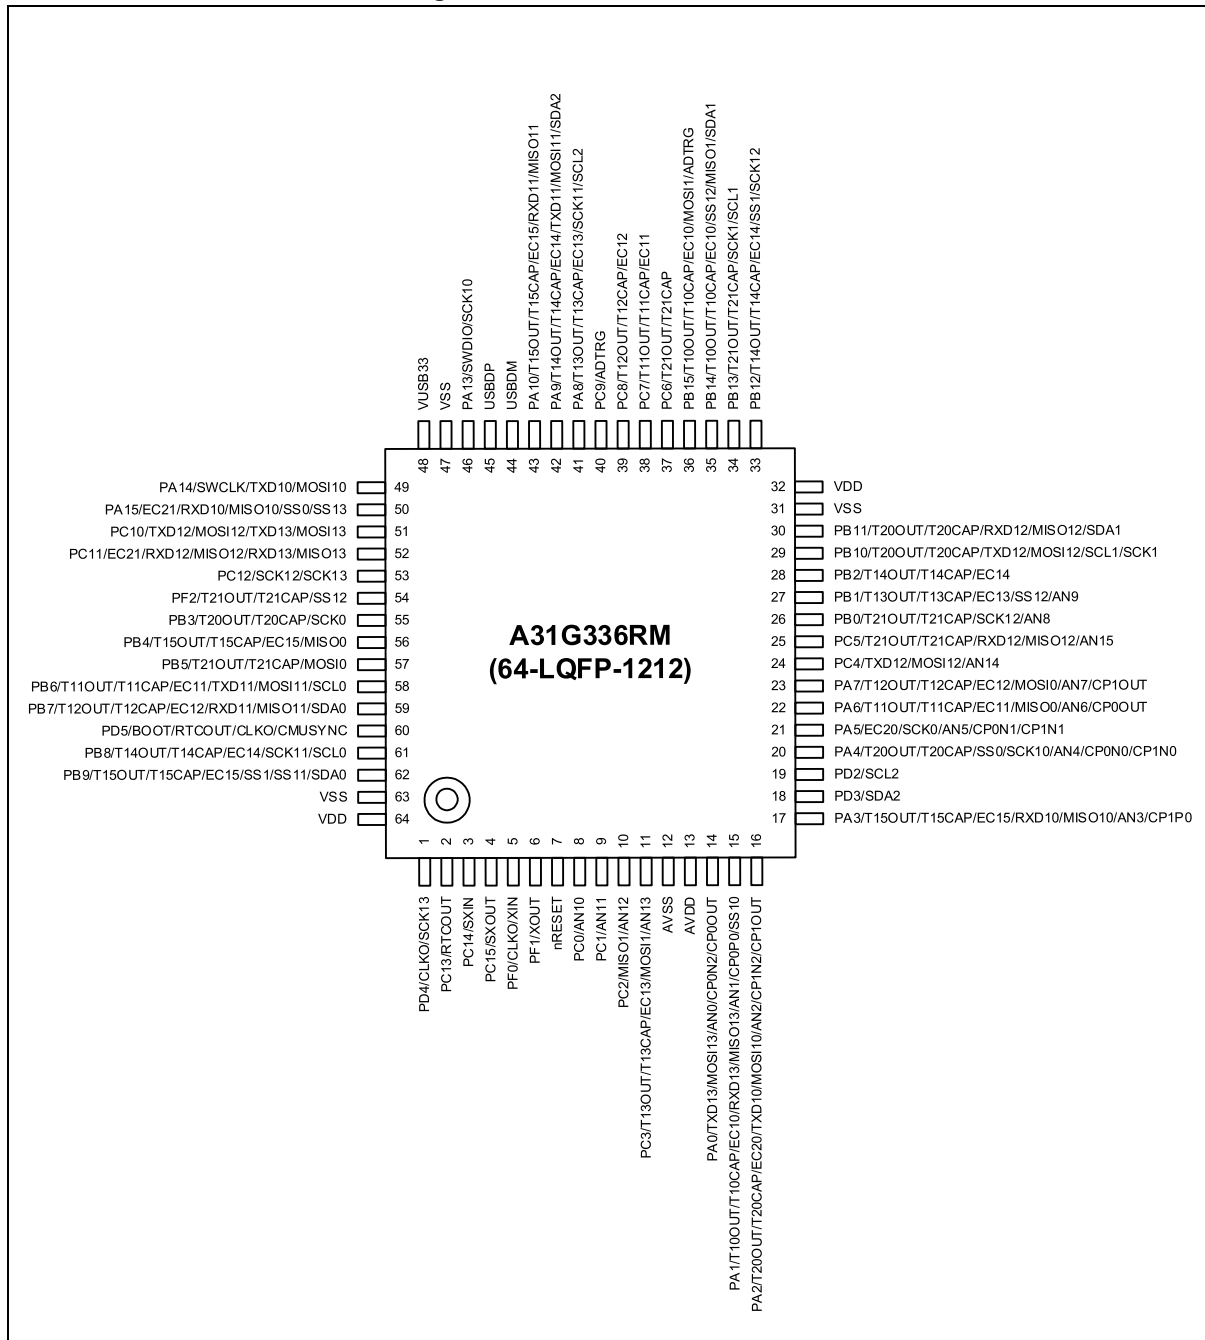 VUSB33
VSS
PA13/SWDIO/SCK10
USBDP
USBDM
PA10/T15OUT/T15CAP/EC15/RXD11/MISO11
PA9/T14OUT/T14CAP/EC14/TXD11/MOSI11/SDA2
PA8/T13OUT/T13CAP/EC13/SCK11/SCL2
PC9/ADTRG
PC8/T12OUT/T12CAP/EC12
PC7/T11OUT/T11CAP/EC11
PC6/T21OUT/T21CAP
PB15/T10OUT/T10CAP/EC10/MOSI1/ADTRG
PB14/T10OUT/T10CAP/EC10/SS12/MISO1/SDA1
PB13/T21OUT/T21CAP/SCK1/SCL1
PB12/T14OUT/T14CAP/EC14/SS1/SCK12
48
47
46
45
44
43
42
41
40
39
38
37
36
35
34
33
PA14/SWCLK/TXD10/MOSI10 49
PA15/EC21/RXD10/MISO10/SS0/SS13 50
PC10/TXD12/MOSI12/TXD13/MOSI13 51
PC11/EC21/RXD12/MISO12/RXD13/MISO13 52
PC12/SCK12/SCK13 53
PF2/T21OUT/T21CAP/SS12 54
PB3/T20OUT/T20CAP/SCK0 55
PB4/T15OUT/T15CAP/EC15/MISO0 56
PB5/T21OUT/T21CAP/MOSI0 57
PB6/T11OUT/T11CAP/EC11/TXD11/MOSI11/SCL0 58
PB7/T12OUT/T12CAP/EC12/RXD11/MISO11/SDA0 59
PD5/BOOT/RTCOUT/CLKO/CMUSYNC 60
PB8/T14OUT/T14CAP/EC14/SCK11/SCL0 61
PB9/T15OUT/T15CAP/EC15/SS1/SS11/SDA0 62
VSS 63
VDD 64
A31G336RM
(64-LQFP-1212)
32 VDD
31 VSS
30 PB11/T20OUT/T20CAP/RXD12/MISO12/SDA1
29 PB10/T20OUT/T20CAP/TXD12/MOSI12/SCL1/SCK1
28 PB2/T14OUT/T14CAP/EC14
27 PB1/T13OUT/T13CAP/EC13/SS12/AN9
26 PB0/T21OUT/T21CAP/SCK12/AN8
25 PC5/T21OUT/T21CAP/RXD12/MISO12/AN15
24 PC4/TXD12/MOSI12/AN14
23 PA7/T12OUT/T12CAP/EC12/MOSI0/AN7/CP1OUT
22 PA6/T11OUT/T11CAP/EC11/MISO0/AN6/CP0OUT
21 PA5/EC20/SCK0/AN5/CP0N1/CP1N1
20 PA4/T20OUT/T20CAP/SS0/SCK10/AN4/CP0N0/CP1N0
19 PD2/SCL2
18 PD3/SDA2
17 PA3/T15OUT/T15CAP/EC15/RXD10/MISO10/AN3/CP1P0
1
2
3
4
5
6
7
8
9
10
11
12
13
14
15
16
PD4/CLKO/SCK13
PC13/RTCOUT
PC14/SXIN
PC15/SXOUT
PF0/CLKO/XIN
PF1/XOUT
nRESET
PC0/AN10
PC1/AN11
PC2/MISO1/AN12
PC3/T13OUT/T13CAP/EC13/MOSI1/AN13
AVSS
AVDD
PA0/TXD13/MOSI13/AN0/CP0N2/CP0OUT
PA1/T10OUT/T10CAP/EC10/RXD13/MISO13/AN1/CP0P0/SS10
PA2/T20OUT/T20CAP/EC20/TXD10/MOSI10/AN2/CP1N2/CP1OUT